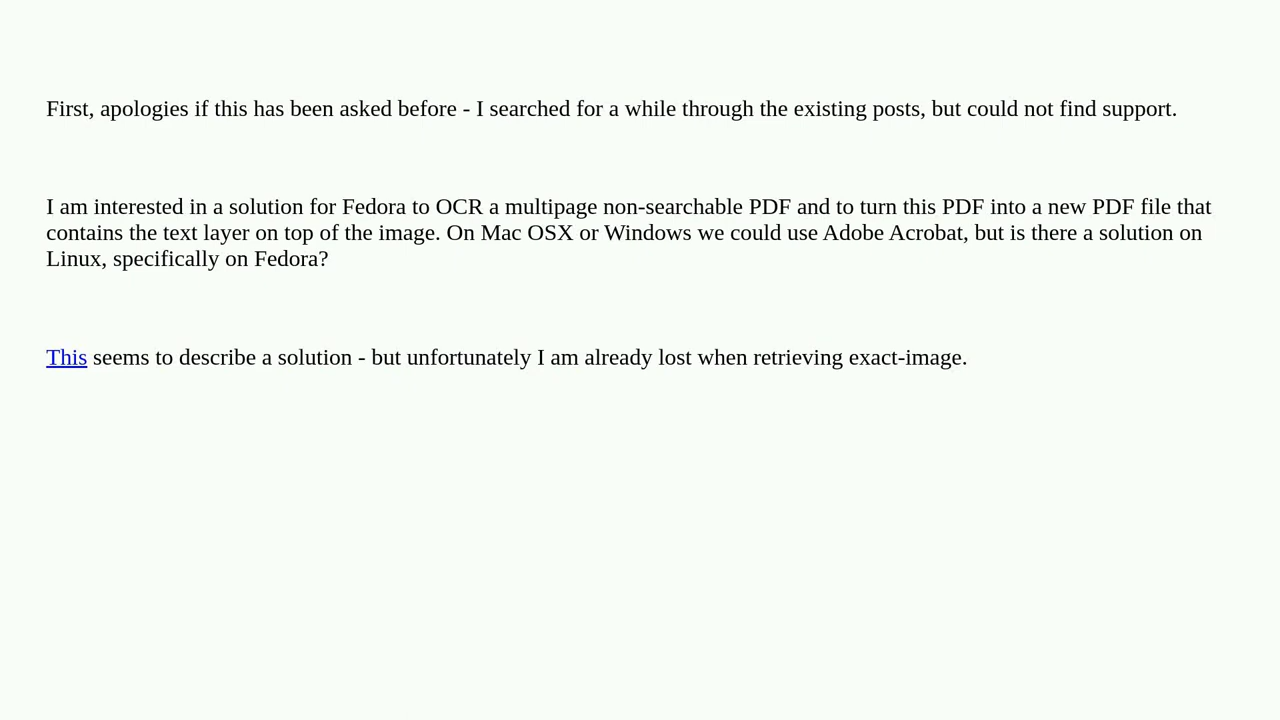 First, apologies if this has been asked before - I searched for a while through the existing posts, but could not find support.
I am interested in a solution for Fedora to OCR a multipage non-searchable PDF and to turn this PDF into a new PDF file that
contains the text layer on top of the image. On Mac OSX or Windows we could use Adobe Acrobat, but is there a solution on
Linux, specifically on Fedora?
This seems to describe a solution - but unfortunately I am already lost when retrieving exact-image.